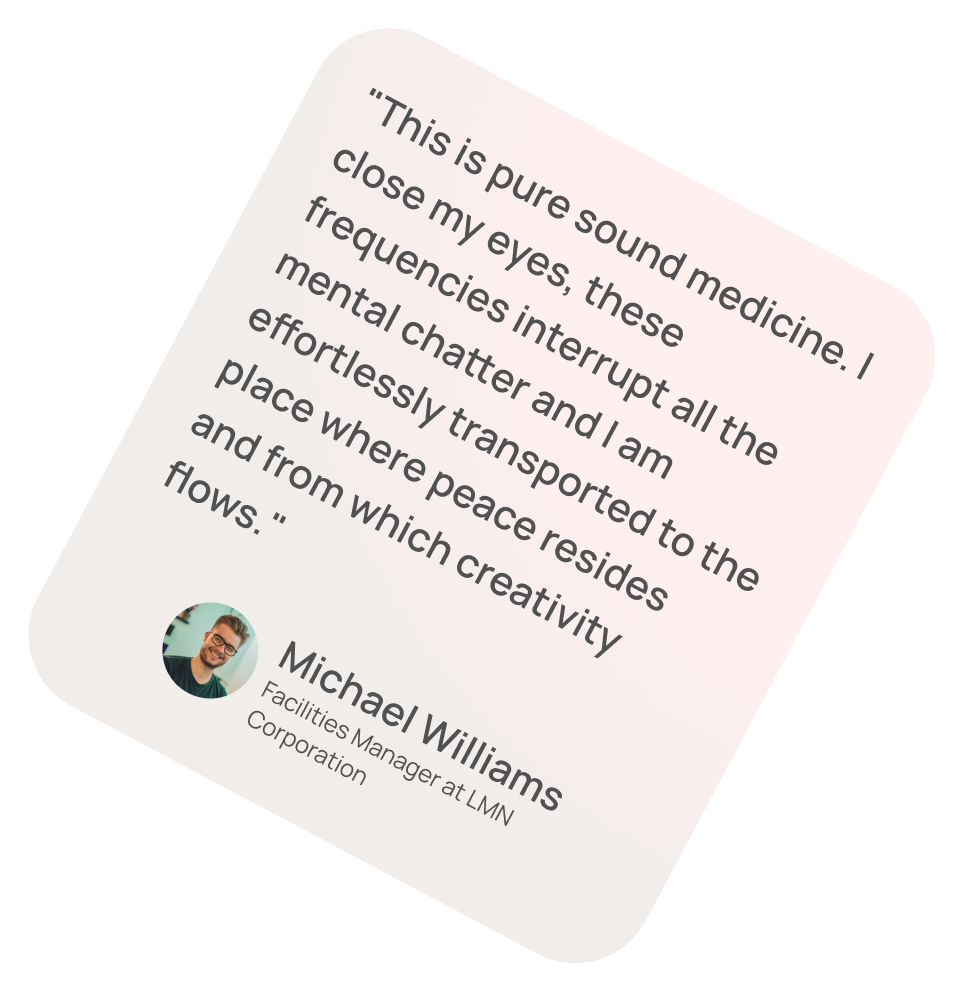 "This is pure sound medicine. I
close my eyes, these
frequencies interrupt all the
mental chatter and I am
effortlessly transported to the
place where peace resides
and from which creativity
flows. "
Michael Williams
Facilities Manager at LMN
Corporation